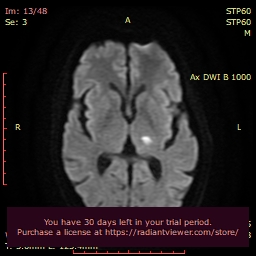 Im: 13/48
STP60
Se: 3
STP60
M
A
Ax DWI B 1000
R
L
You have 30 days left in your trial period.
Purchase a license at https://radiantviewer.com/store/